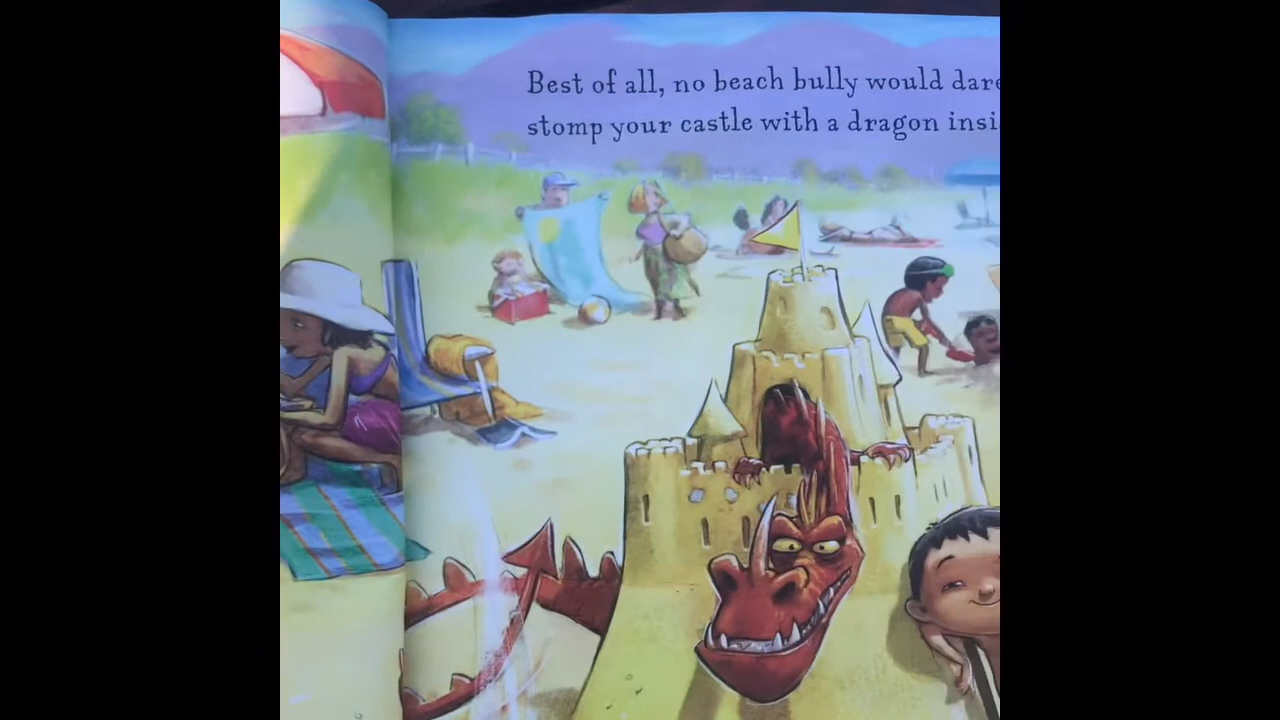 Best of all, no beach bully would dare
stomp your castle with a dragon insi